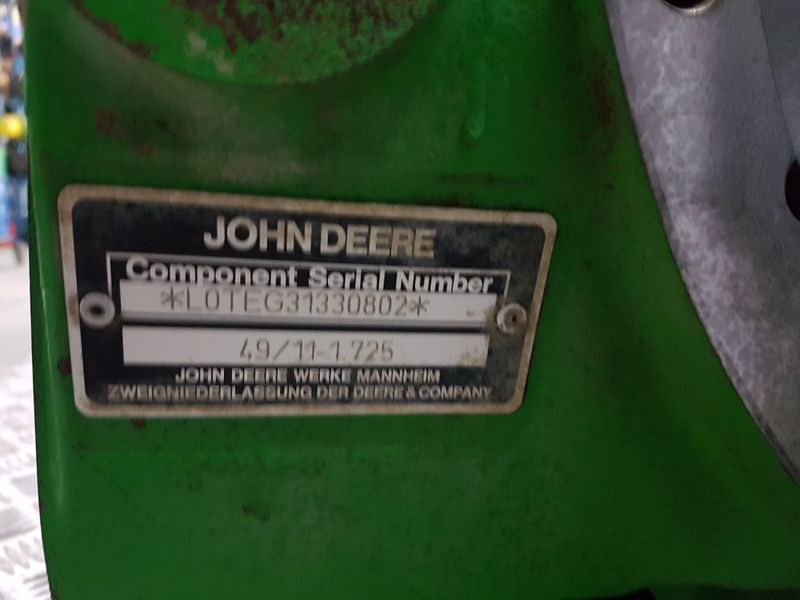 JOHN DEERE
Component Serial Number
*L0TEG31330802*
49/11-1.725
JOHN DEERE WERKE MANNHEIM
ZWEIGNIEDERLASSUNG DER DEERE & COMPANY